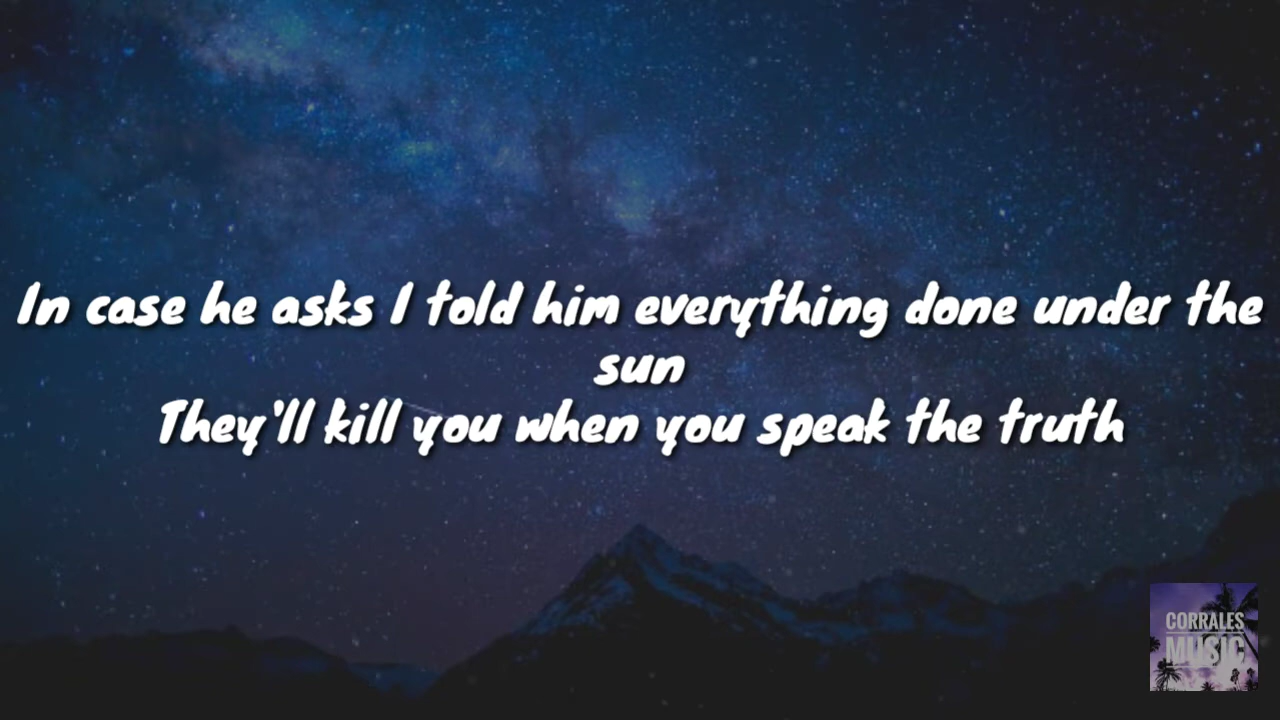 In case he asks I told him everything done under the
sun
They'll kill you when you speak the truth
CORRALES
MUSIC